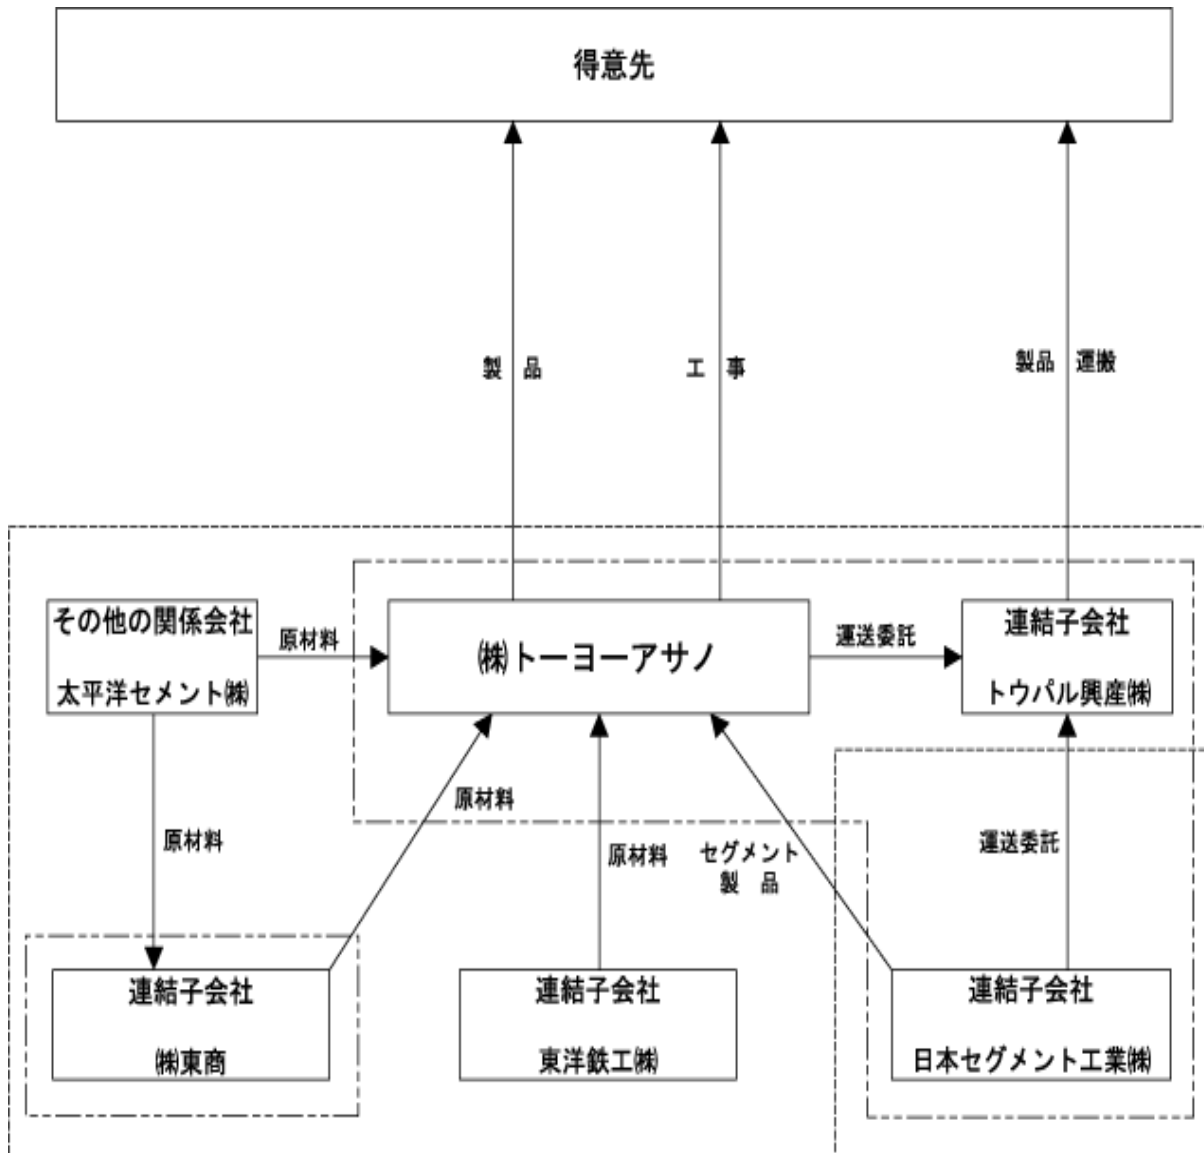 得意先
製　品
工　事
製品　運搬
その他の関係会社
太平洋セメント㈱
原材料
㈱トーヨーアサノ
運送委託
連結子会社
トウパル興産㈱
原材料
原材料
原材料
セグメント
製　品
運送委託
連結子会社
㈱東商
連結子会社
東洋鉄工㈱
連結子会社
日本セグメント工業㈱